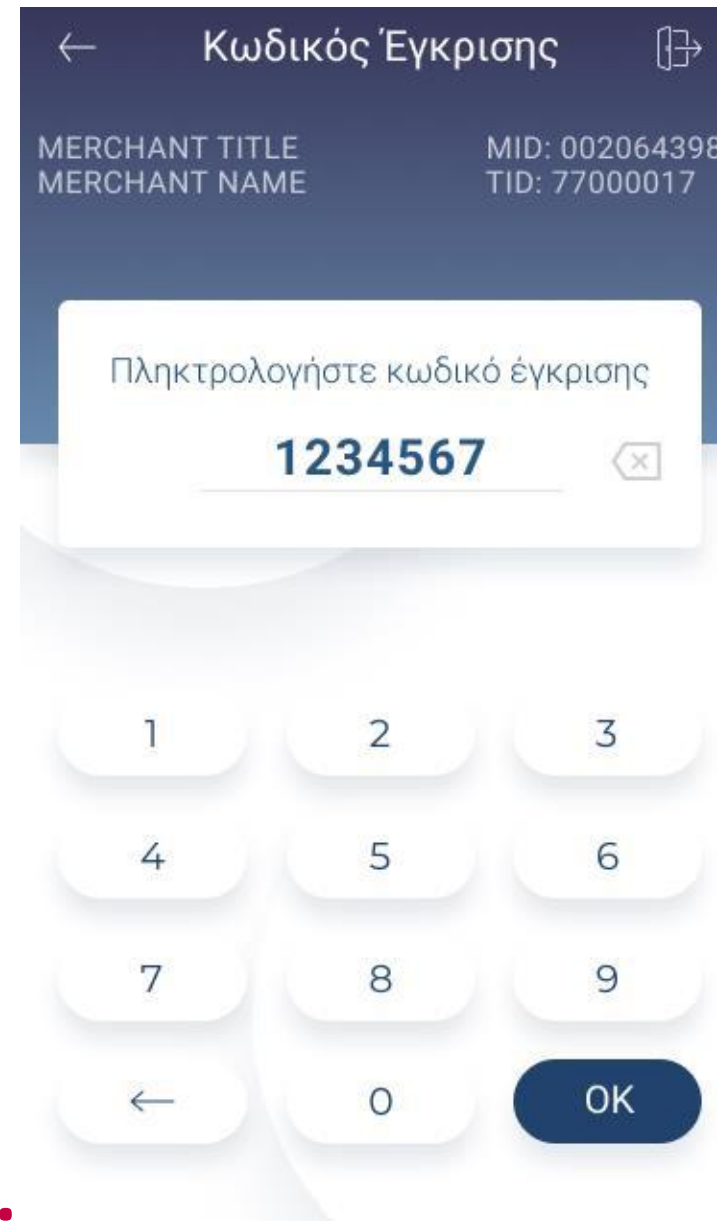 Κωδικός Έγκρισης
MERCHANT TITLE MID: 002064398
MERCHANT NAME TID: 77000017
Πληκτρολογήστε κωδικό έγκρισης
1234567
1 2 3
4 5 6
7 8 9
0 OK